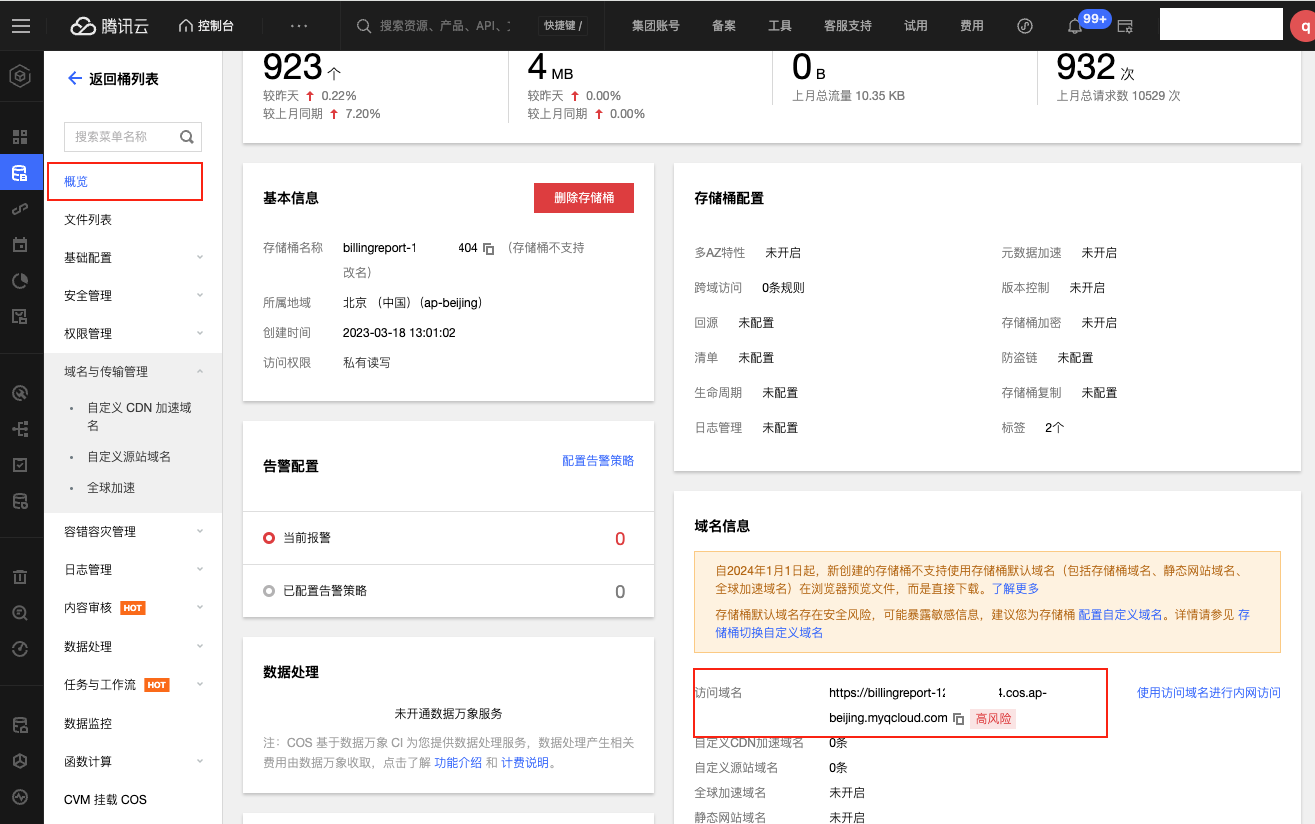 腾讯云
控制台
···
搜索资源、产品、API、
快捷键 /
集团账号
备案
工具
客服支持
试用
费用
99+
q
返回桶列表
搜索菜单名称
概览
文件列表
基础配置
安全管理
权限管理
域名与传输管理
• 自定义 CDN 加速域
名
• 自定义源站域名
• 全球加速
容错容灾管理
日志管理
内容审核 HOT
数据处理
任务与工作流 HOT
数据监控
函数计算
CVM 挂载 COS
923 个
较昨天 ↑ 0.22%
较上月同期 ↑ 7.20%
4 MB
较昨天 ↑ 0.00%
较上月同期 ↑ 0.00%
0 B
上月总流量 10.35 KB
932 次
上月总请求数 10529 次
基本信息
删除存储桶
存储桶名称 billingreport-1 404 （存储桶不支持
改名）
所属地域 北京 （中国）（ap-beijing）
创建时间 2023-03-18 13:01:02
访问权限 私有读写
告警配置
配置告警策略
当前报警 0
已配置告警策略 0
数据处理
未开通数据万象服务
注：COS 基于数据万象 CI 为您提供数据处理服务，数据处理产生相关
费用由数据万象收取，点击了解 功能介绍 和 计费说明。
存储桶配置
多AZ特性 未开启
元数据加速 未开启
跨域访问 0条规则
版本控制 未开启
回源 未配置
存储桶加密 未开启
清单 未配置
防盗链 未配置
生命周期 未配置
存储桶复制 未配置
日志管理 未配置
标签 2个
域名信息
自2024年1月1日起，新创建的存储桶不支持使用存储桶默认域名（包括存储桶域名、静态网站域名、
全球加速域名）在浏览器预览文件，而是直接下载。了解更多
存储桶默认域名存在安全风险，可能暴露敏感信息，建议您为存储桶 配置自定义域名。详情请参见 存
储桶切换自定义域名
访问域名 https://billingreport-12 4.cos.ap-
beijing.myqcloud.com 高风险
使用访问域名进行内网访问
自定义CDN加速域名 0条
自定义源站域名 0条
全球加速域名 未开启
静态网站域名 未开启